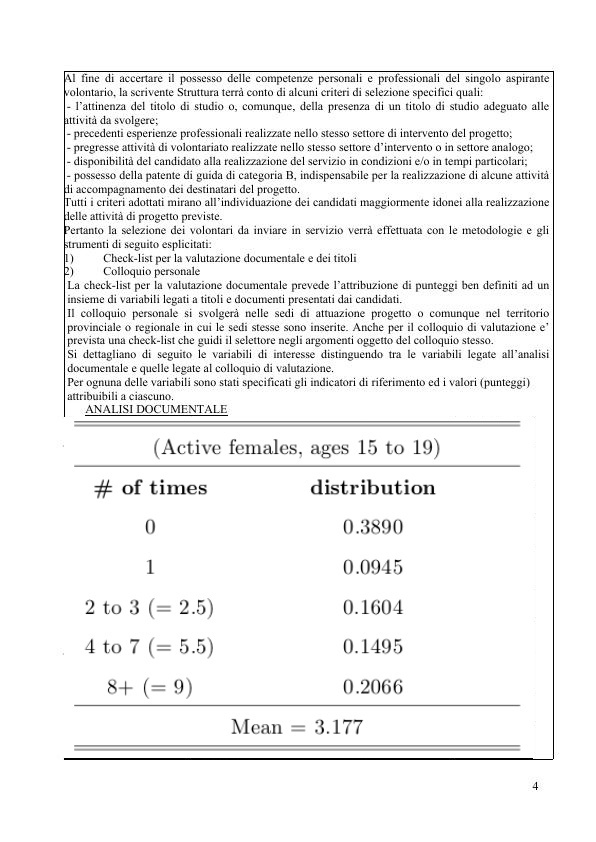 Al fine di accertare il possesso delle competenze personali e professionali del singolo aspirante
volontario, la scrivente Struttura terrà conto di alcuni criteri di selezione specifici quali:
- l’attinenza del titolo di studio o, comunque, della presenza di un titolo di studio adeguato alle
attività da svolgere;
- precedenti esperienze professionali realizzate nello stesso settore di intervento del progetto;
- pregresse attività di volontariato realizzate nello stesso settore d’intervento o in settore analogo;
- disponibilità del candidato alla realizzazione del servizio in condizioni e/o in tempi particolari;
- possesso della patente di guida di categoria B, indispensabile per la realizzazione di alcune attività
di accompagnamento dei destinatari del progetto.
Tutti i criteri adottati mirano all’individuazione dei candidati maggiormente idonei alla realizzazione
delle attività di progetto previste.
Pertanto la selezione dei volontari da inviare in servizio verrà effettuata con le metodologie e gli
strumenti di seguito esplicitati:
1) Check-list per la valutazione documentale e dei titoli
2) Colloquio personale
La check-list per la valutazione documentale prevede l’attribuzione di punteggi ben definiti ad un
insieme di variabili legati a titoli e documenti presentati dai candidati.
Il colloquio personale si svolgerà nelle sedi di attuazione progetto o comunque nel territorio
provinciale o regionale in cui le sedi stesse sono inserite. Anche per il colloquio di valutazione e’
prevista una check-list che guidi il selettore negli argomenti oggetto del colloquio stesso.
Si dettagliano di seguito le variabili di interesse distinguendo tra le variabili legate all’analisi
documentale e quelle legate al colloquio di valutazione.
Per ognuna delle variabili sono stati specificati gli indicatori di riferimento ed i valori (punteggi)
attribuibili a ciascuno.
ANALISI DOCUMENTALE
(Active females, ages 15 to 19)
# of times distribution
0 0.3890
1 0.0945
2 to 3 (= 2.5) 0.1604
4 to 7 (= 5.5) 0.1495
8+ (= 9) 0.2066
Mean = 3.177
4